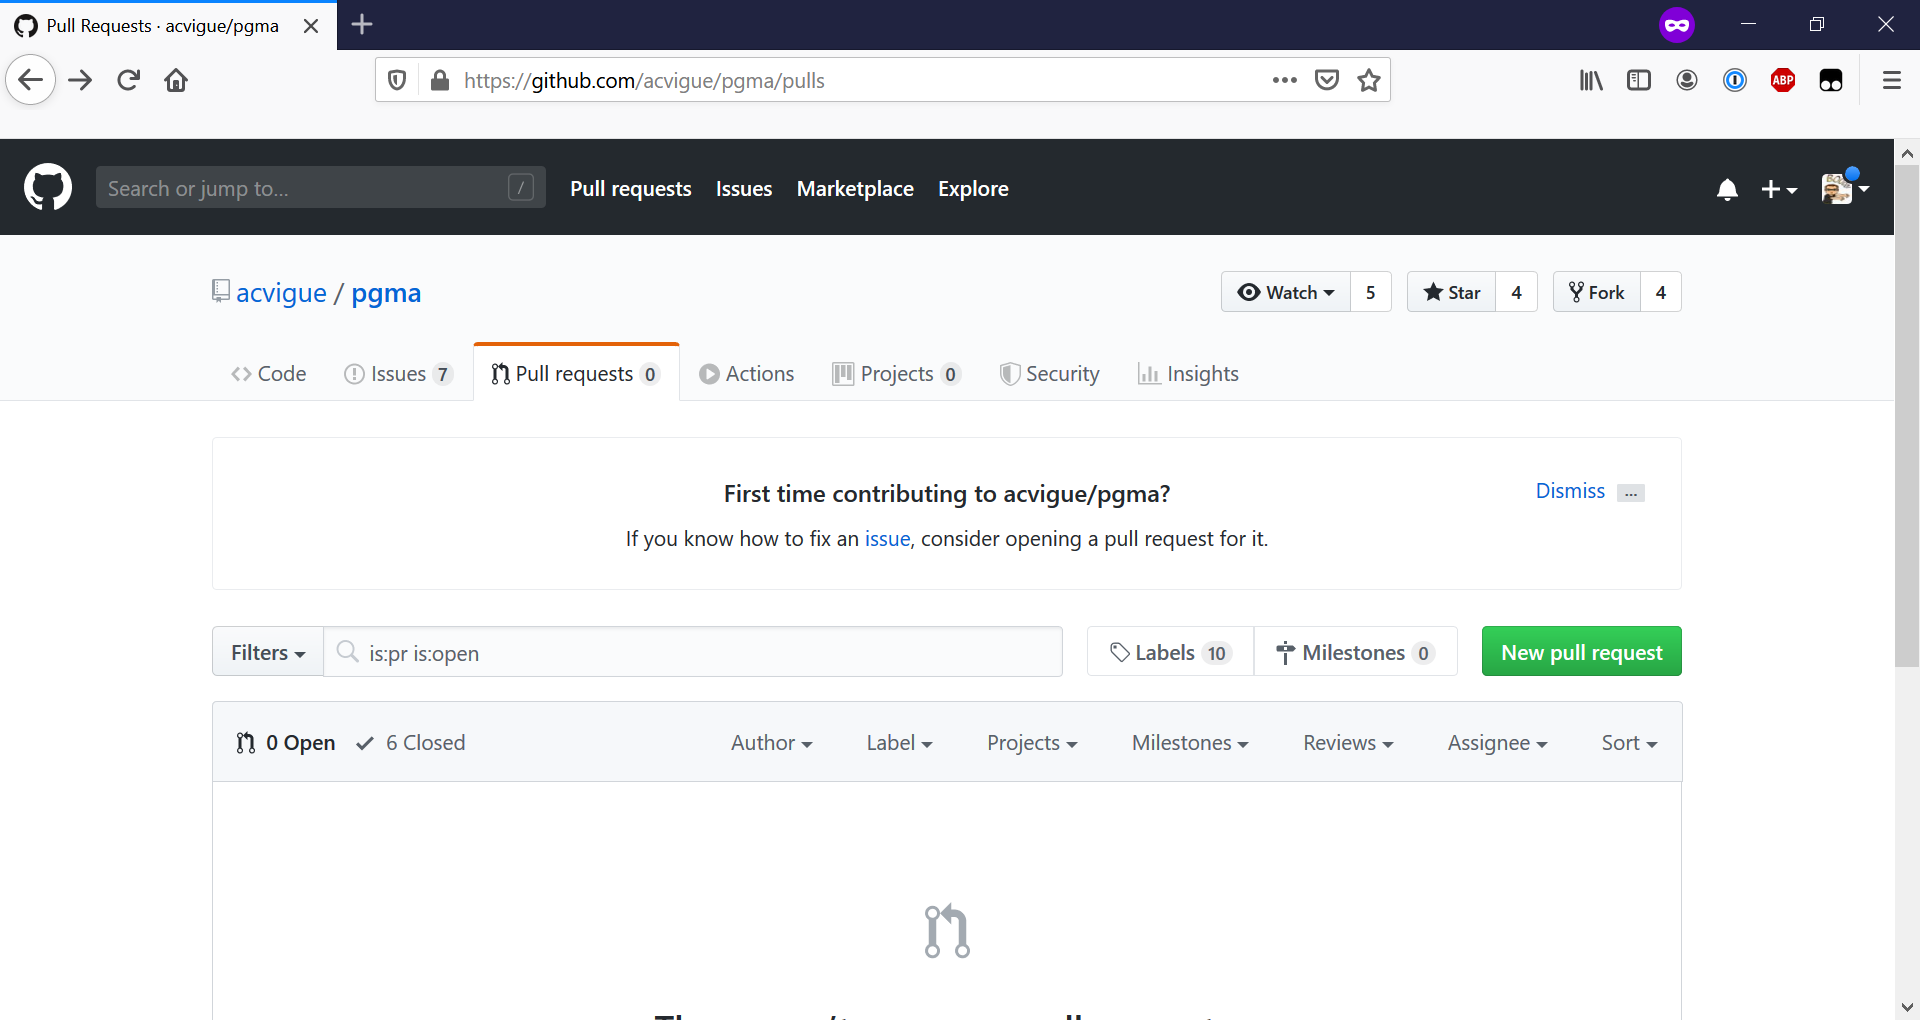 Pull Requests · acvigue/pgma
https://github.com/acvigue/pgma/pulls
ABP
Search or jump to... /
Pull requests Issues Marketplace Explore
acvigue / pgma
Watch 5 Star 4 Fork 4
Code Issues 7 Pull requests 0 Actions Projects 0 Security Insights
First time contributing to acvigue/pgma?
Dismiss ...
If you know how to fix an issue, consider opening a pull request for it.
Filters is:pr is:open Labels 10 Milestones 0 New pull request
0 Open 6 Closed Author Label Projects Milestones Reviews Assignee Sort